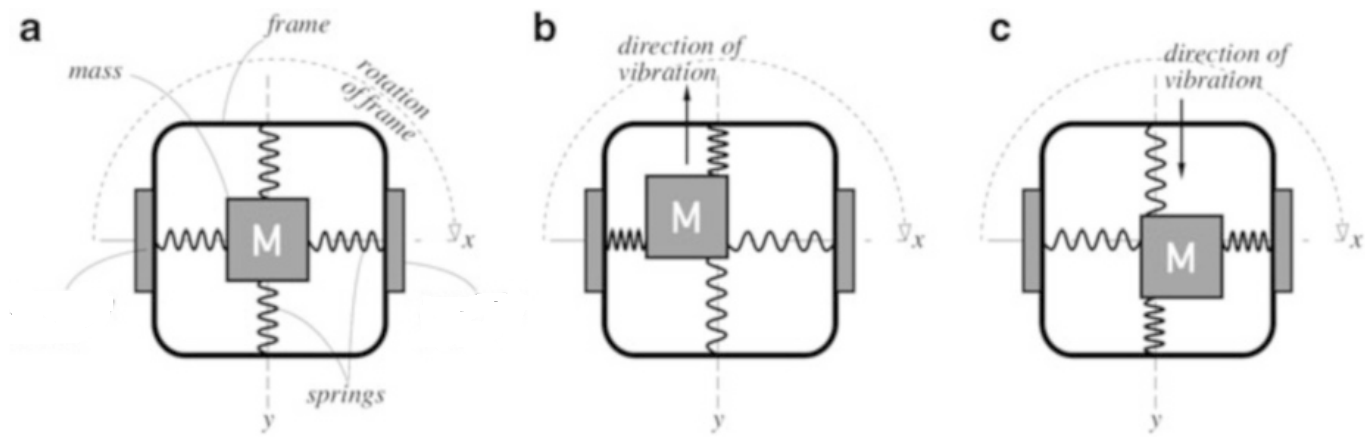 a
frame
mass
rotation
of frame
M
x
springs
y
b
direction of
vibration
M
x
y
c
direction of
vibration
M
x
y